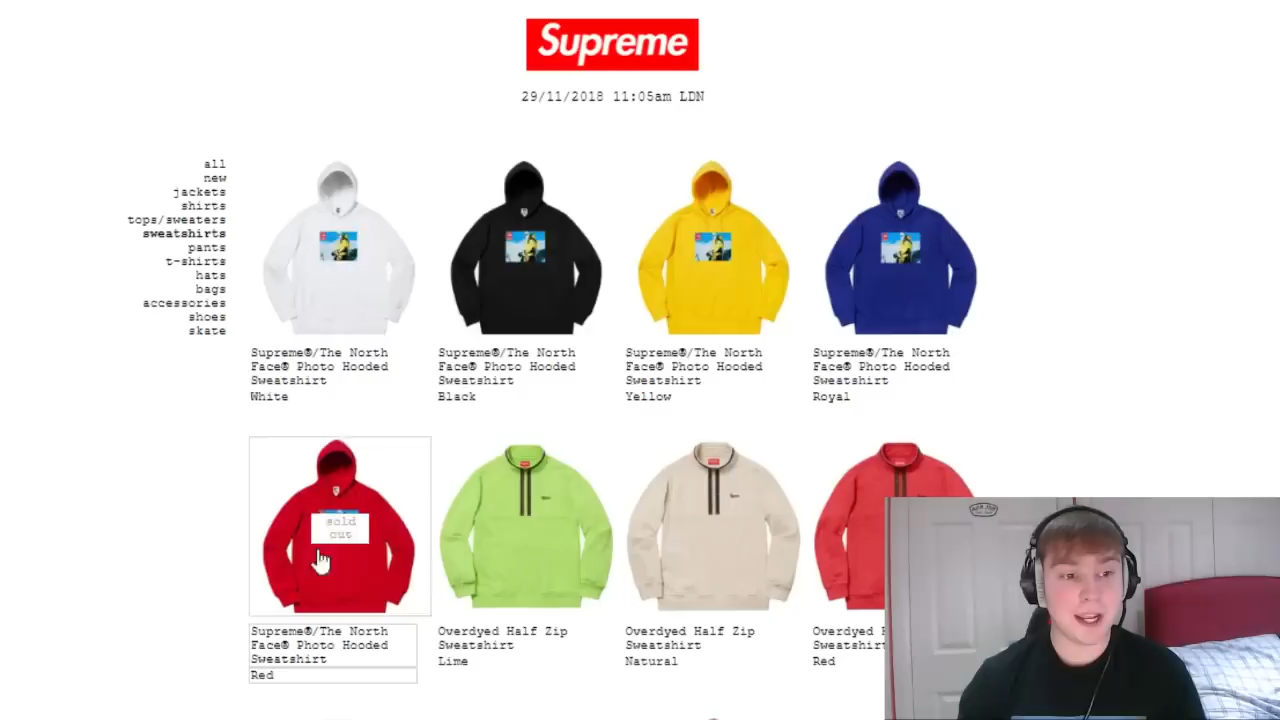 Supreme
29/11/2018 11:05am LDN
all
new
jackets
shirts
tops/sweaters
sweatshirts
pants
t-shirts
hats
bags
accessories
shoes
skate
Supreme®/The North
Face® Photo Hooded
Sweatshirt
White
Supreme®/The North
Face® Photo Hooded
Sweatshirt
Black
Supreme®/The North
Face® Photo Hooded
Sweatshirt
Yellow
Supreme®/The North
Face® Photo Hooded
Sweatshirt
Royal
sold
out
Supreme®/The North
Face® Photo Hooded
Sweatshirt
Red
Overdyed Half Zip
Sweatshirt
Lime
Overdyed Half Zip
Sweatshirt
Natural
Overdyed H
Sweatshirt
Red